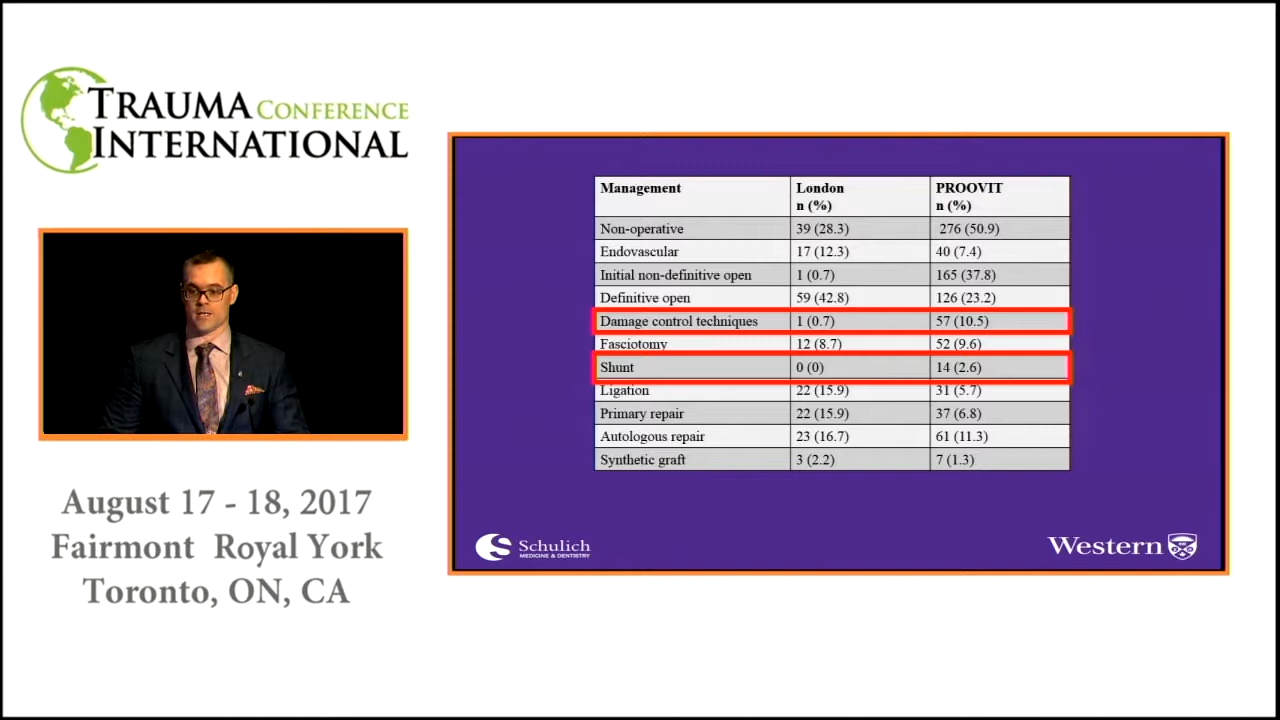 TRAUMA CONFERENCE
INTERNATIONAL
August 17 - 18, 2017
Fairmont Royal York
Toronto, ON, CA
Management London PROOVIT
n (%) n (%)
Non-operative 39 (28.3) 276 (50.9)
Endovascular 17 (12.3) 40 (7.4)
Initial non-definitive open 1 (0.7) 165 (37.8)
Definitive open 59 (42.8) 126 (23.2)
Damage control techniques 1 (0.7) 57 (10.5)
Fasciotomy 12 (8.7) 52 (9.6)
Shunt 0 (0) 14 (2.6)
Ligation 22 (15.9) 31 (5.7)
Primary repair 22 (15.9) 37 (6.8)
Autologous repair 23 (16.7) 61 (11.3)
Synthetic graft 3 (2.2) 7 (1.3)
Schulich
MEDICINE & DENTISTRY
Western